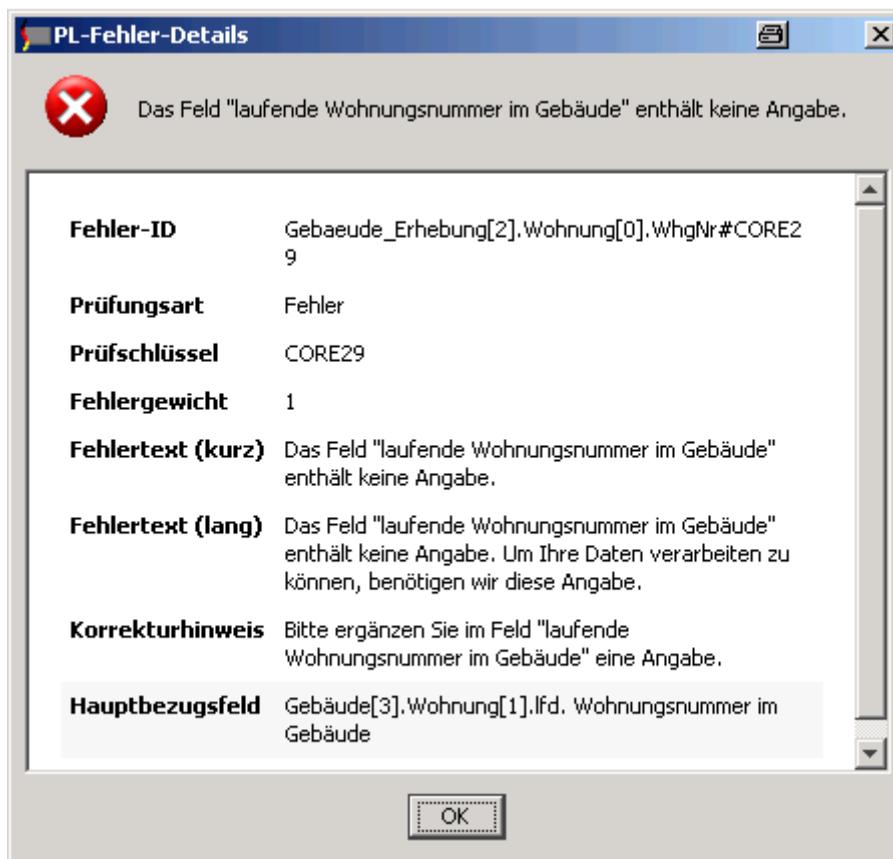 PL-Fehler-Details
Das Feld "laufende Wohnungsnummer im Gebäude" enthält keine Angabe.
Fehler-ID Gebaeude_Erhebung[2].Wohnung[0].WhgNr#CORE2
9
Prüfungsart Fehler
Prüfschlüssel CORE29
Fehlergewicht 1
Fehlertext (kurz) Das Feld "laufende Wohnungsnummer im Gebäude"
enthält keine Angabe.
Fehlertext (lang) Das Feld "laufende Wohnungsnummer im Gebäude"
enthält keine Angabe. Um Ihre Daten verarbeiten zu
können, benötigen wir diese Angabe.
Korrekturhinweis Bitte ergänzen Sie im Feld "laufende
Wohnungsnummer im Gebäude" eine Angabe.
Hauptbezugsfeld Gebäude[3].Wohnung[1].lfd. Wohnungsnummer im
Gebäude
OK